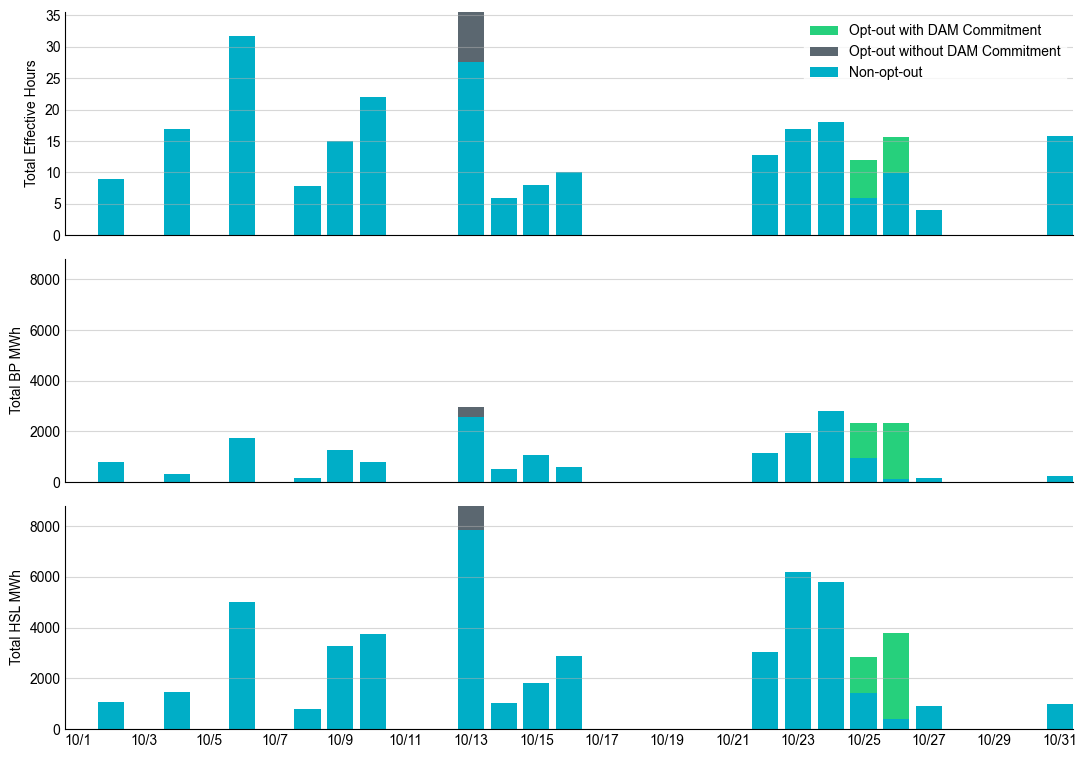 35
30
25
20
15
10
5
0
Total Effective Hours
Opt-out with DAM Commitment
Opt-out without DAM Commitment
Non-opt-out
8000
6000
4000
2000
0
Total BP MWh
8000
6000
4000
2000
0
Total HSL MWh
10/1 10/3 10/5 10/7 10/9 10/11 10/13 10/15 10/17 10/19 10/21 10/23 10/25 10/27 10/29 10/31